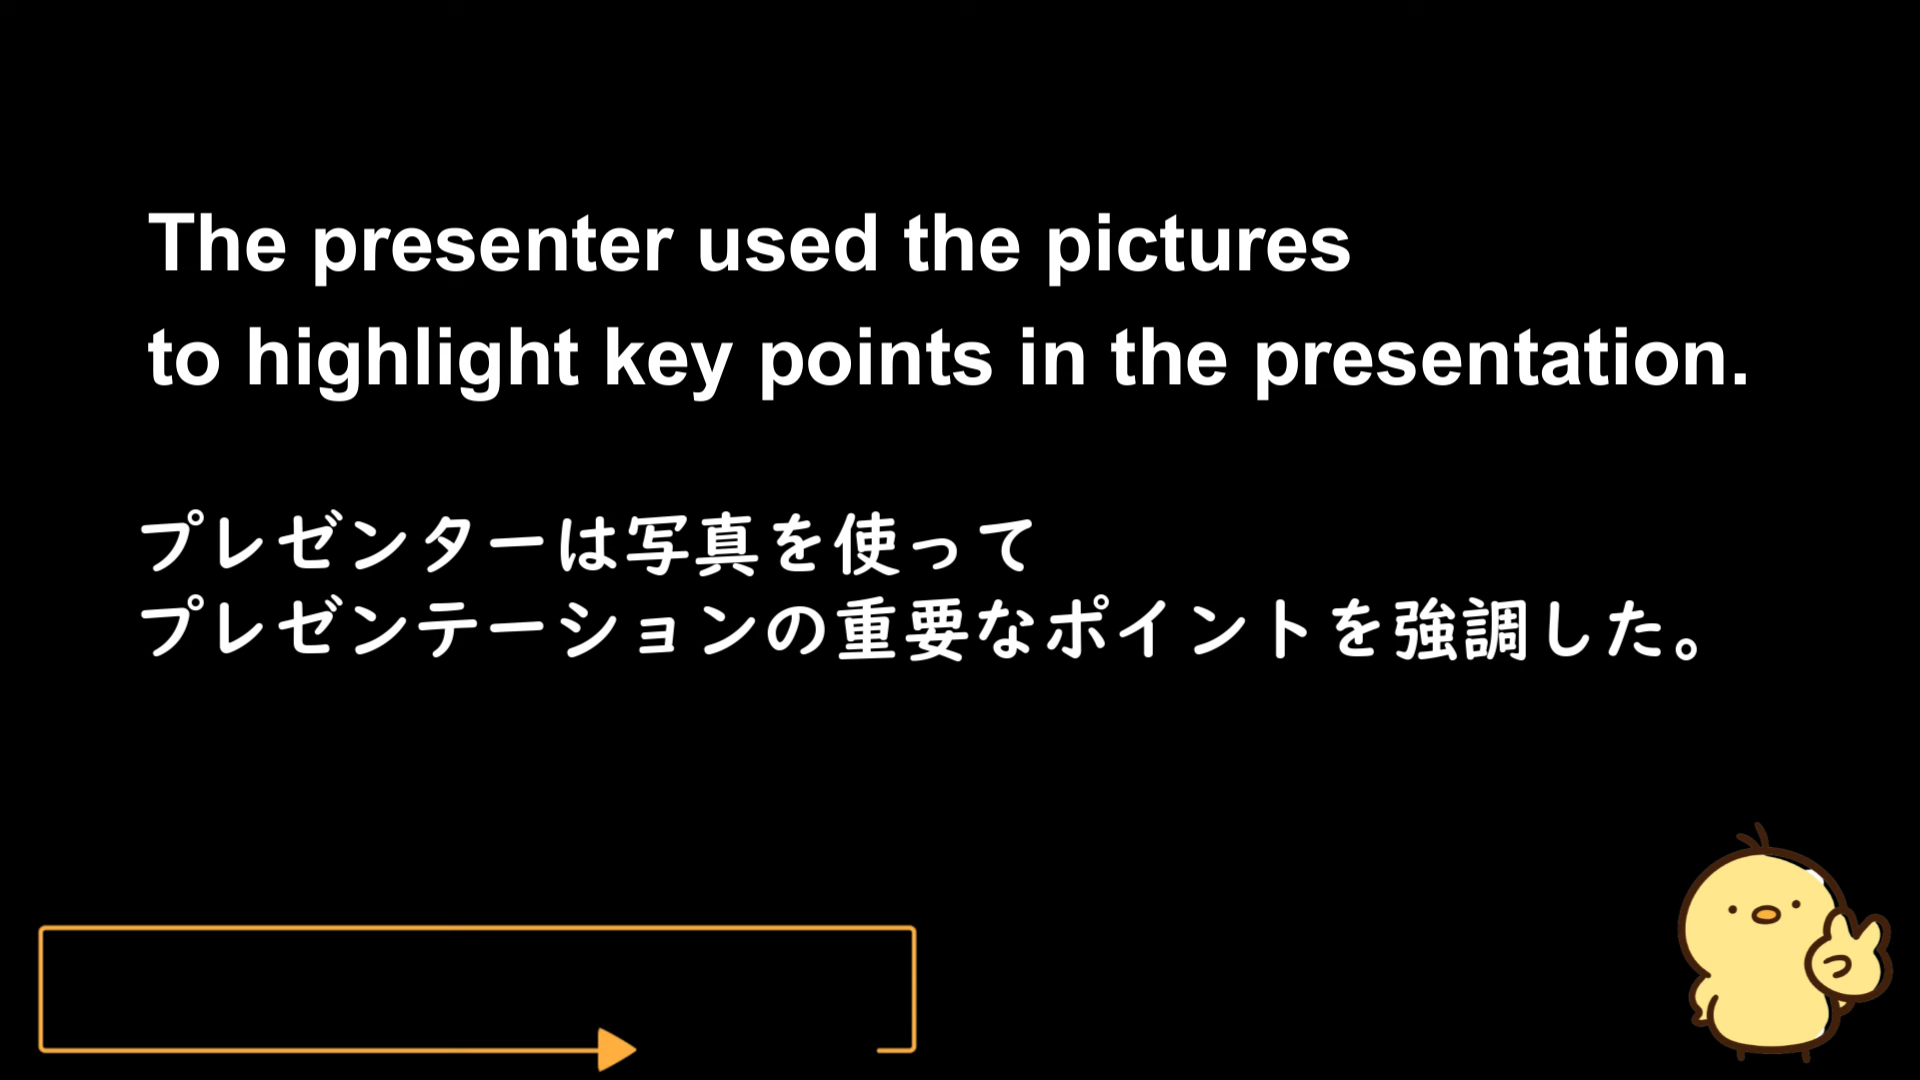 The presenter used the pictures
to highlight key points in the presentation.
プレゼンターは写真を使って
プレゼンテーションの重要なポイントを強調した。